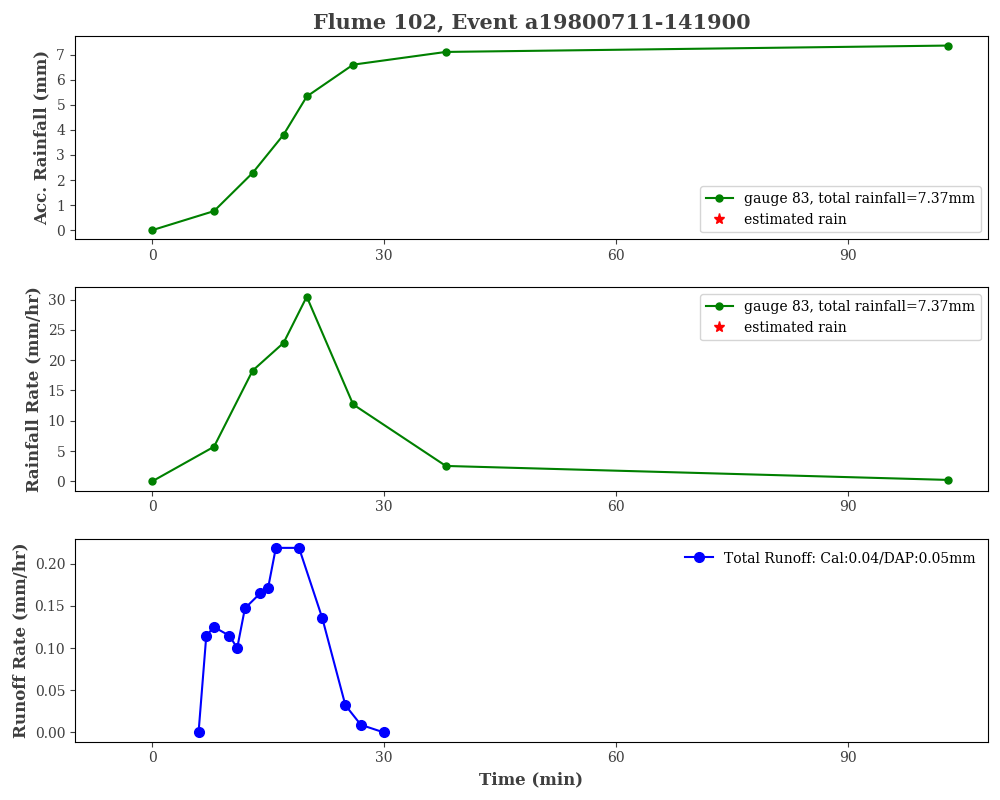 Flume 102, Event a19800711-141900
Acc. Rainfall (mm)
7
6
5
4
3
2
1
0
gauge 83, total rainfall=7.37mm
estimated rain
0 30 60 90
Rainfall Rate (mm/hr)
30
25
20
15
10
5
0
gauge 83, total rainfall=7.37mm
estimated rain
0 30 60 90
Runoff Rate (mm/hr)
0.20
0.15
0.10
0.05
0.00
Total Runoff: Cal:0.04/DAP:0.05mm
0 30 60 90
Time (min)